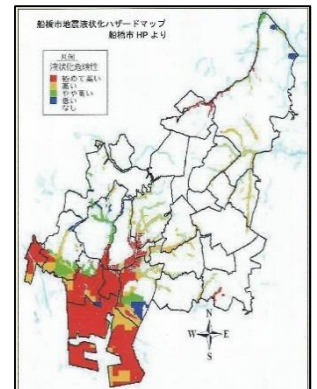 船橋市地震液状化ハザードマップ
船橋市 HP より
凡例
液状化危険性
極めて高い
高い
やや高い
低い
なし
N
W E
S